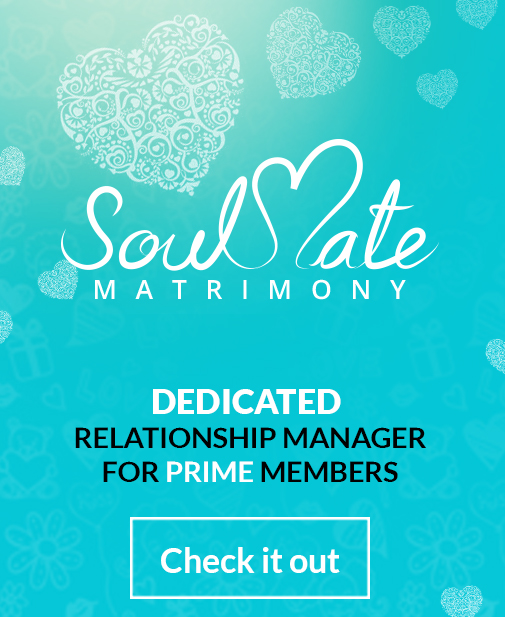 SoulMate
MATRIMONY
DEDICATED
RELATIONSHIP MANAGER
FOR PRIME MEMBERS
Check it out